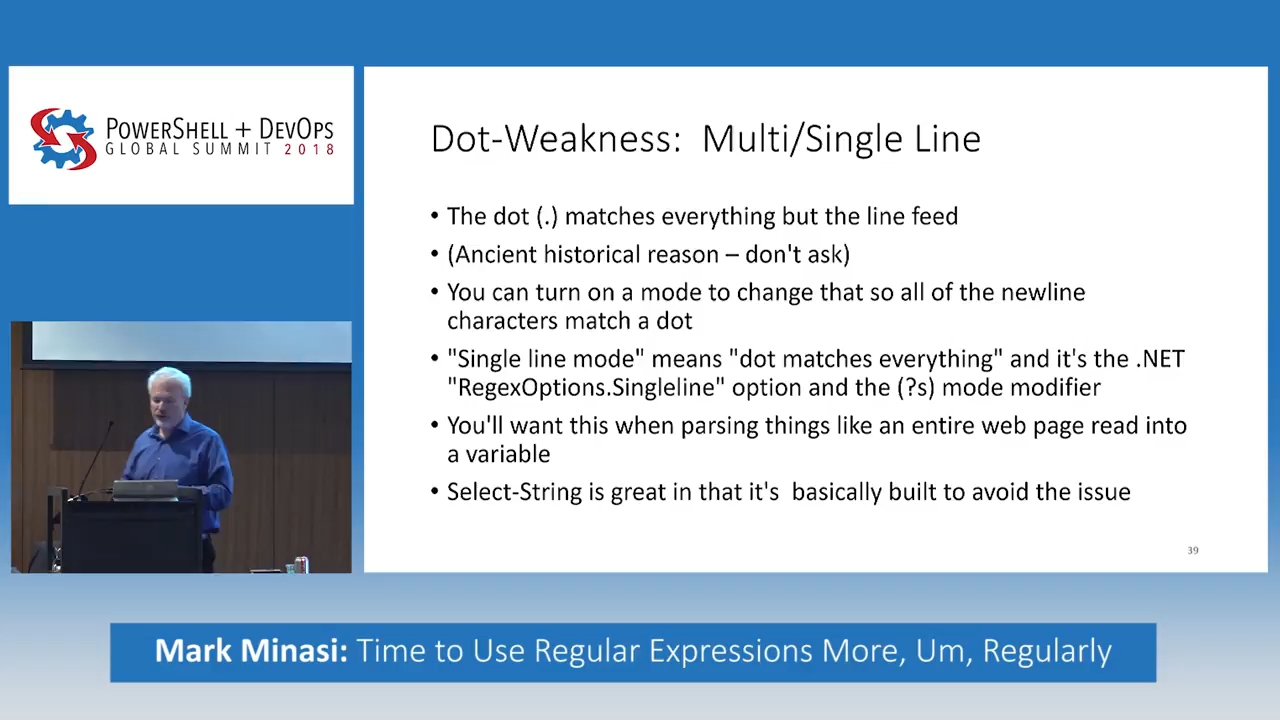 POWERSHELL + DEVOPS
GLOBAL SUMMIT 2018
Dot-Weakness:  Multi/Single Line
• The dot (.) matches everything but the line feed
• (Ancient historical reason – don't ask)
• You can turn on a mode to change that so all of the newline
characters match a dot
• "Single line mode" means "dot matches everything" and it's the .NET
"RegexOptions.Singleline" option and the (?s) mode modifier
• You'll want this when parsing things like an entire web page read into
a variable
• Select-String is great in that it's  basically built to avoid the issue
39
Mark Minasi: Time to Use Regular Expressions More, Um, Regularly